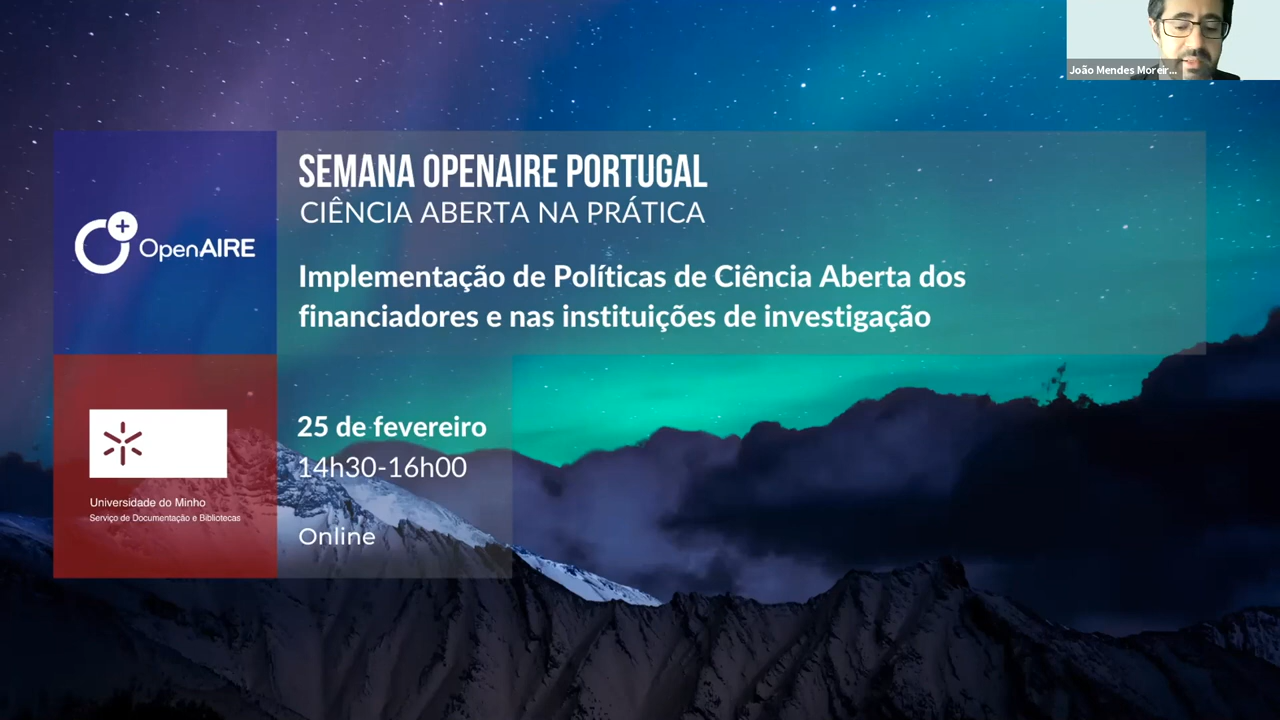 João Mendes Moreir...
SEMANA OPENAIRE PORTUGAL
CIÊNCIA ABERTA NA PRÁTICA
OpenAIRE
Implementação de Políticas de Ciência Aberta dos
financiadores e nas instituições de investigação
25 de fevereiro
14h30-16h00
Online
Universidade do Minho
Serviço de Documentação e Bibliotecas